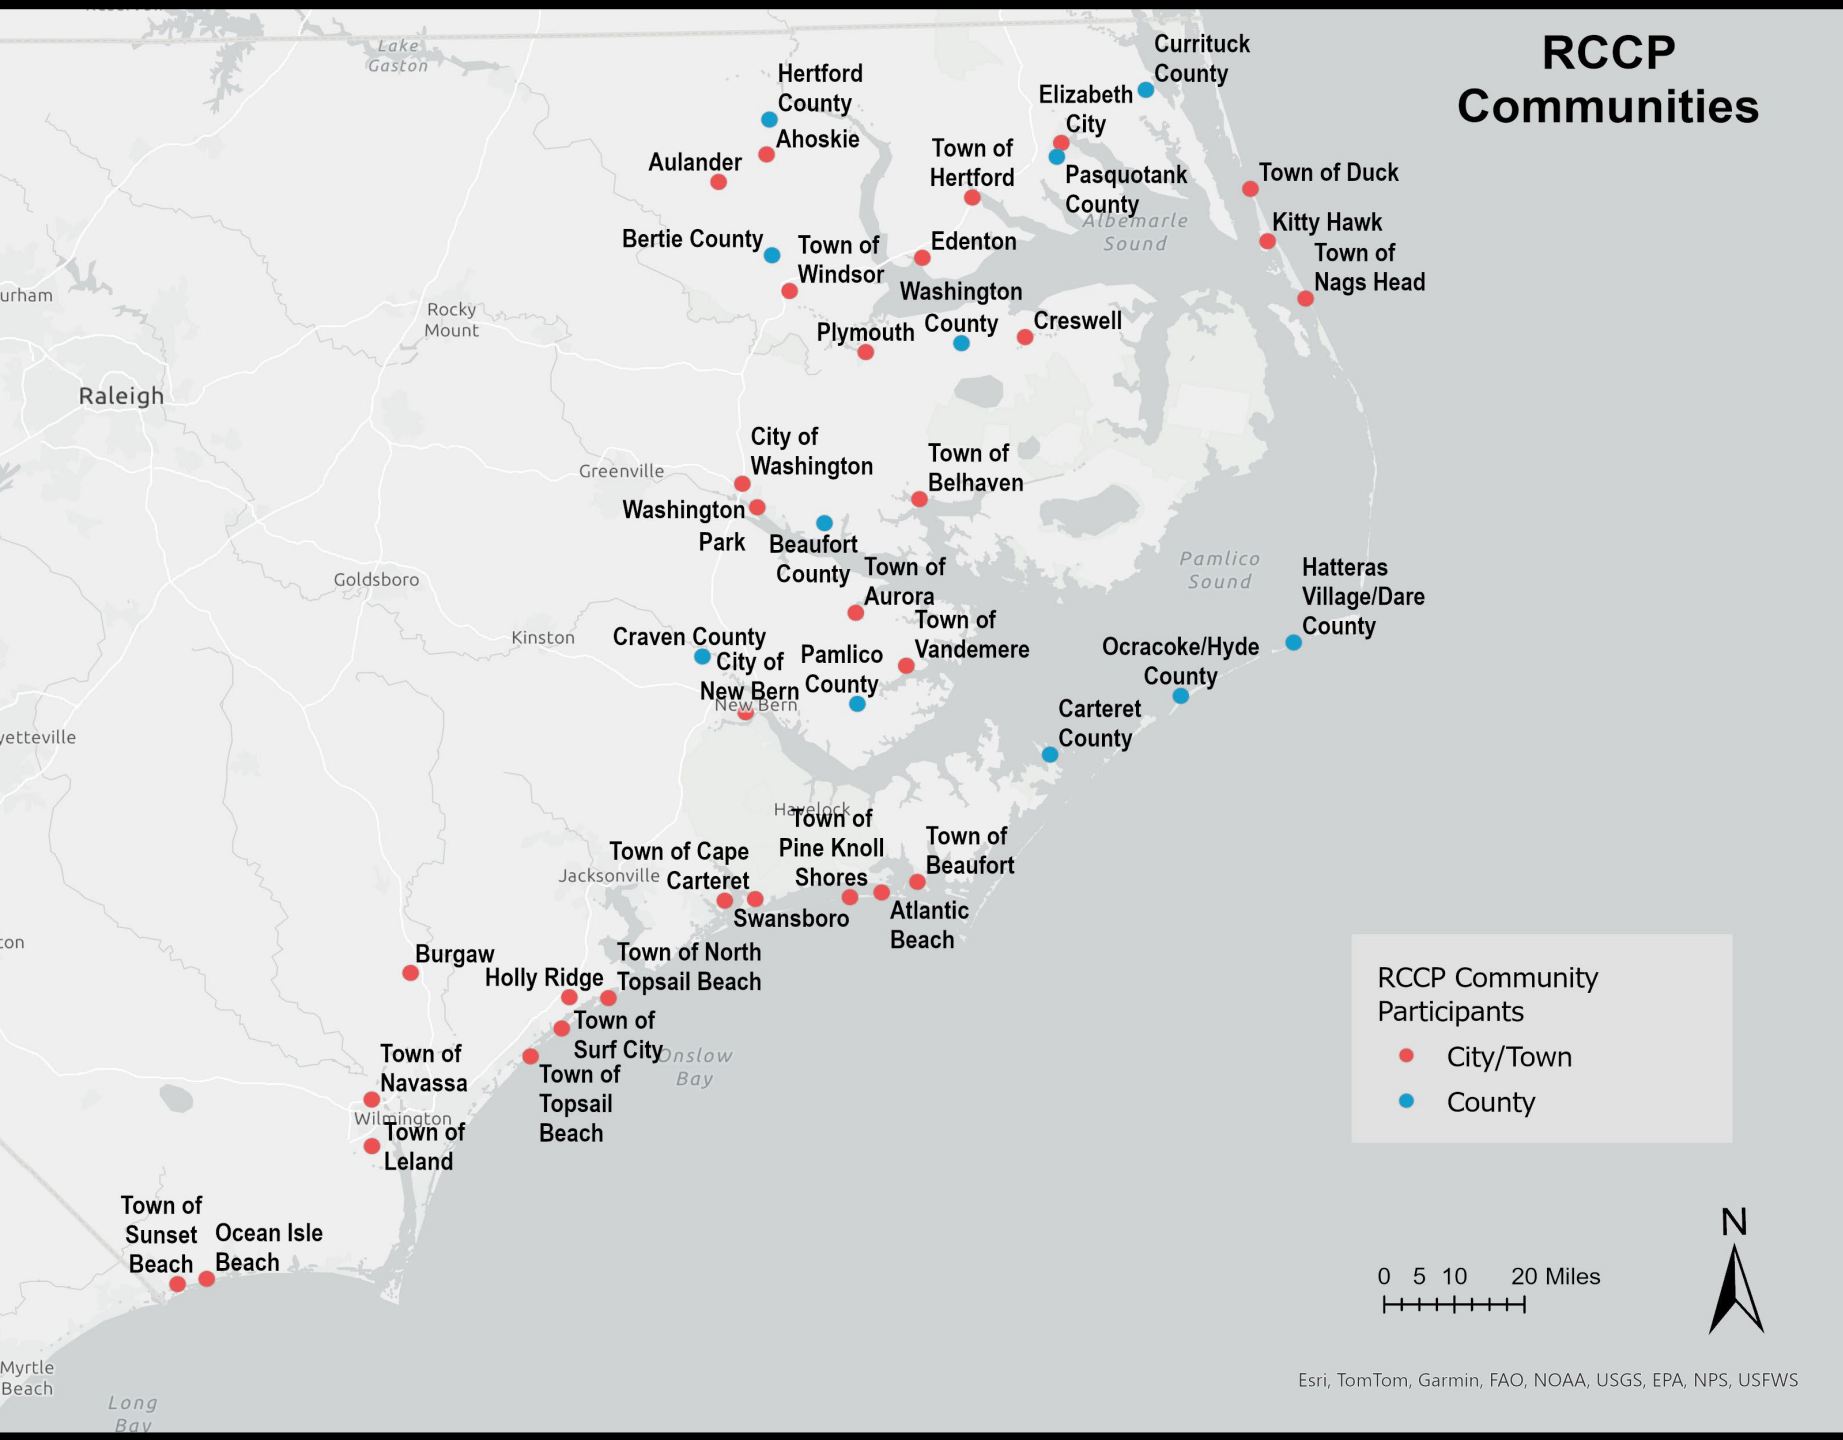 RCCP
Communities
Lake
Gaston
Hertford
County
Ahoskie
Aulander
Currituck
County
Elizabeth
City
Town of
Hertford
Pasquotank
County
Albemarle
Sound
Town of Duck
Kitty Hawk
Town of
Nags Head
Bertie County
Town of
Windsor
Edenton
Washington
County
Creswell
Plymouth
urham
Rocky
Mount
Raleigh
City of
Washington
Greenville
Washington
Park
Town of
Belhaven
Beaufort
County
Town of
Aurora
Pamlico
Sound
Hatteras
Village/Dare
County
Goldsboro
Kinston
Craven County
City of
New Bern
New Bern
Pamlico
County
Town of
Vandemere
Ocracoke/Hyde
County
Carteret
County
yetteville
Havelock
Town of
Pine Knoll
Shores
Town of
Beaufort
Town of Cape
Carteret
Jacksonville
Swansboro
Atlantic
Beach
ton
Burgaw
Holly Ridge
Town of North
Topsail Beach
Town of
Surf City
Onslow
Bay
Town of
Topsail
Beach
Town of
Navassa
Wilmington
Town of
Leland
Town of
Sunset
Beach
Ocean Isle
Beach
Myrtle
Beach
Long
Bay
RCCP Community
Participants
City/Town
County
N
0 5 10 20 Miles
Esri, TomTom, Garmin, FAO, NOAA, USGS, EPA, NPS, USFWS